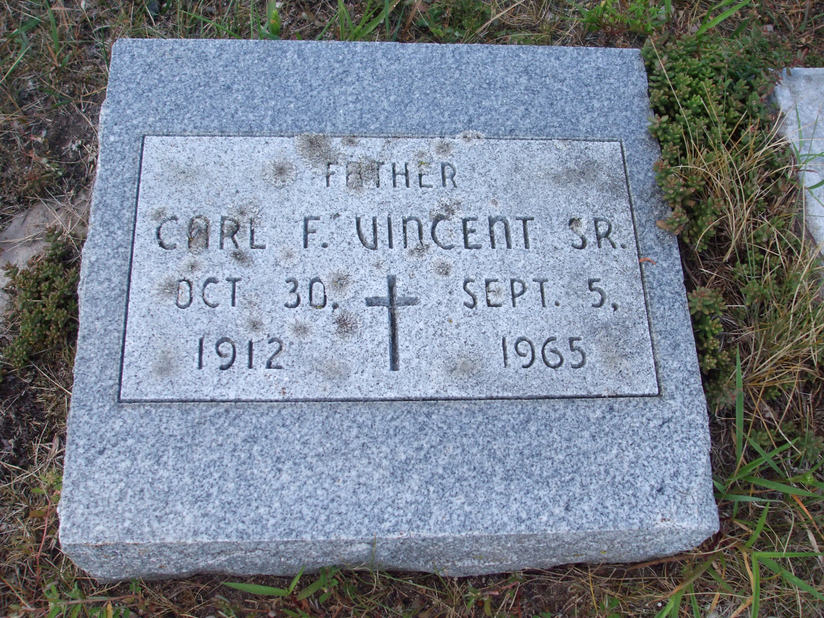 FATHER
CARL F. VINCENT SR.
OCT 30, SEPT. 5,
1912 1965